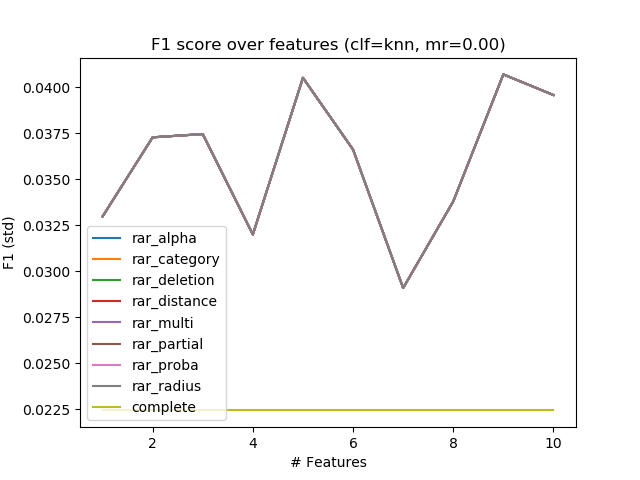 F1 score over features (clf=knn, mr=0.00)
0.0400
0.0375
0.0350
0.0325
0.0300
0.0275
0.0250
0.0225
F1 (std)
rar_alpha
rar_category
rar_deletion
rar_distance
rar_multi
rar_partial
rar_proba
rar_radius
complete
2 4 6 8 10
# Features